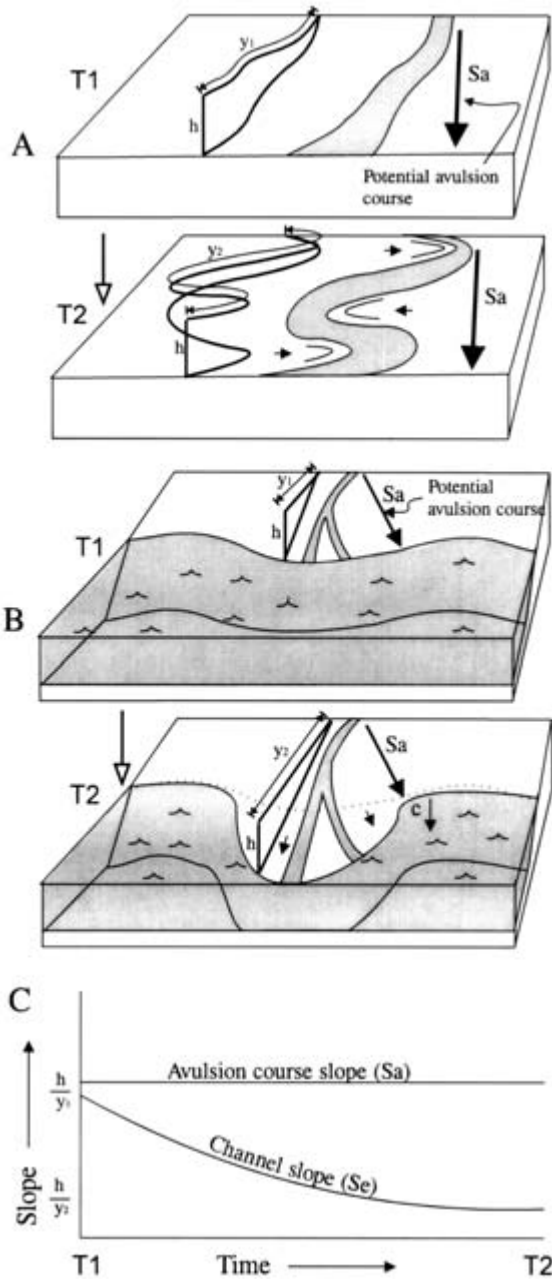 A
T1
y₁
h
Sa
Potential avulsion
course
T2
y₂
h
Sa
B
T1
y₁
h
Sa
Potential
avulsion course
T2
y₂
h
Sa
c
C
Slope
h
y₁
h
y₂
Avulsion course slope (Sa)
Channel slope (Se)
T1
Time
T2